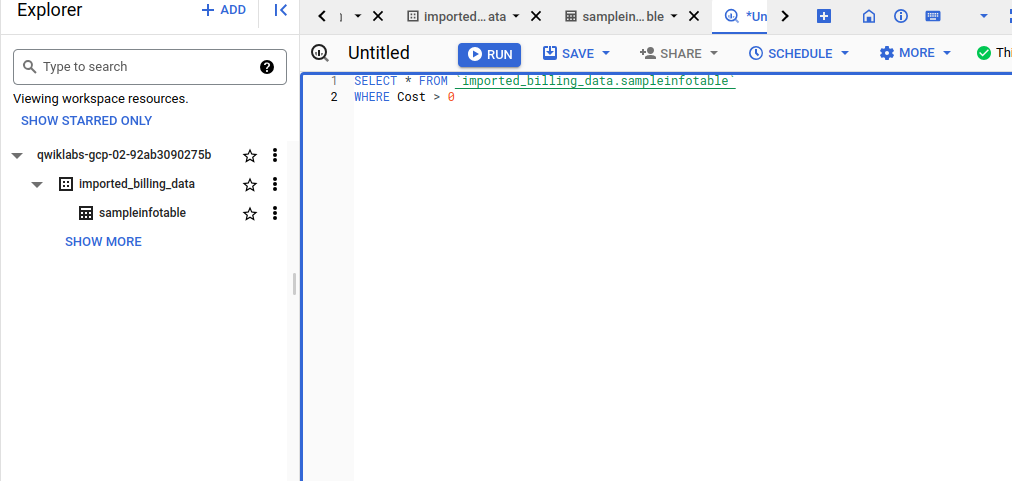 Explorer
+ ADD
imported... ata
samplein... ble
*Un
Untitled
RUN
SAVE
SHARE
SCHEDULE
MORE
Thi
Type to search
Viewing workspace resources.
SHOW STARRED ONLY
qwiklabs-gcp-02-92ab3090275b
imported_billing_data
sampleinfotable
SHOW MORE
1 SELECT * FROM `imported_billing_data.sampleinfotable`
2 WHERE Cost > 0